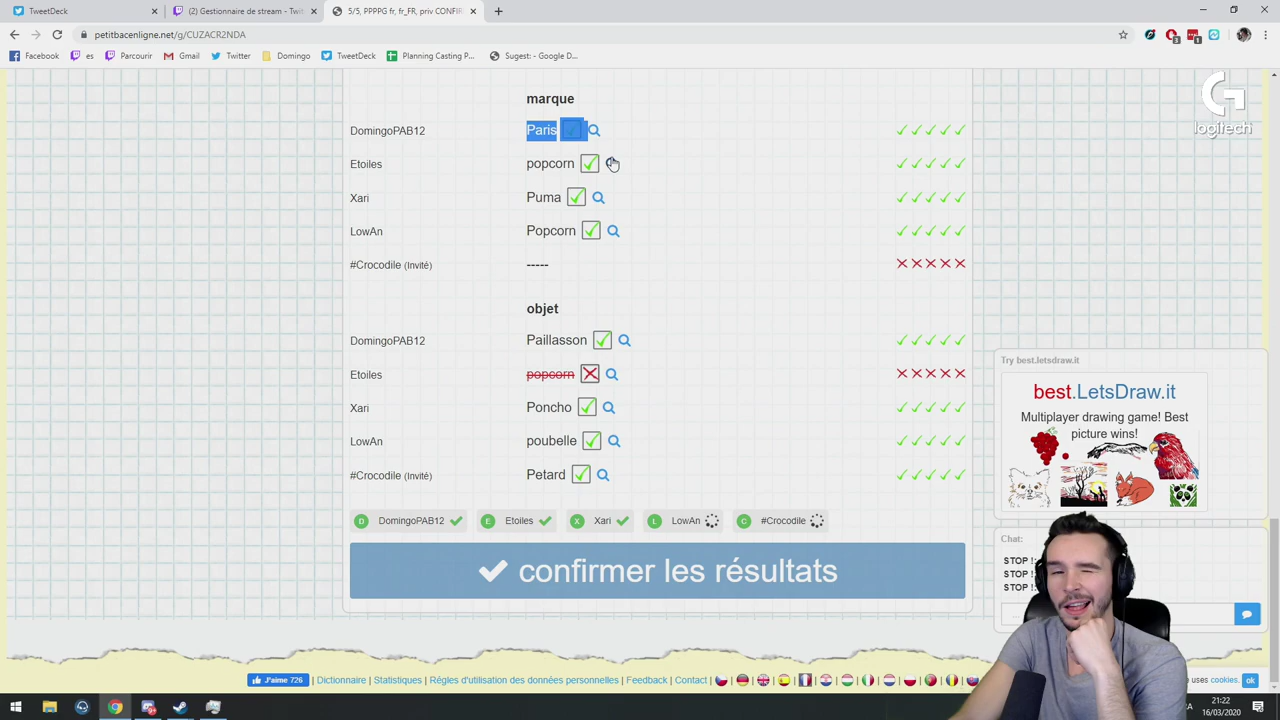 TweetDeck
(2) Gestionnaire de stream - Twit
5/5, PPPPG fr, fr_FR, priv CONFIR
petitbacenligne.net/g/CUZACR2NDA
Facebook
es
Parcourir
Gmail
Twitter
Domingo
TweetDeck
Planning Casting P...
Sugest: - Google D...
marque
DomingoPAB12 Paris
Etoiles popcorn
Xari Puma
LowAn Popcorn
#Crocodile (Invité) -----
objet
DomingoPAB12 Paillasson
Etoiles popcorn
Xari Poncho
LowAn poubelle
#Crocodile (Invité) Petard
D DomingoPAB12
E Etoiles
X Xari
L LowAn
C #Crocodile
confirmer les résultats
logitech
Try best.letsdraw.it
best.LetsDraw.it
Multiplayer drawing game! Best
picture wins!
Chat:
STOP !:
STOP !:
STOP !:
J'aime 726
Dictionaire
Statistiques
Règles d'utilisation des données personnelles
Feedback
Contact
uses cookies.
ok
21:22
16/03/2020